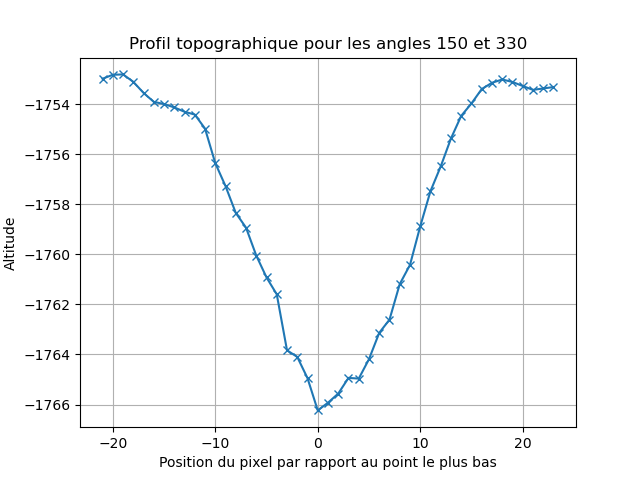 Profil topographique pour les angles 150 et 330
Altitude
−1754
−1756
−1758
−1760
−1762
−1764
−1766
−20 −10 0 10 20
Position du pixel par rapport au point le plus bas